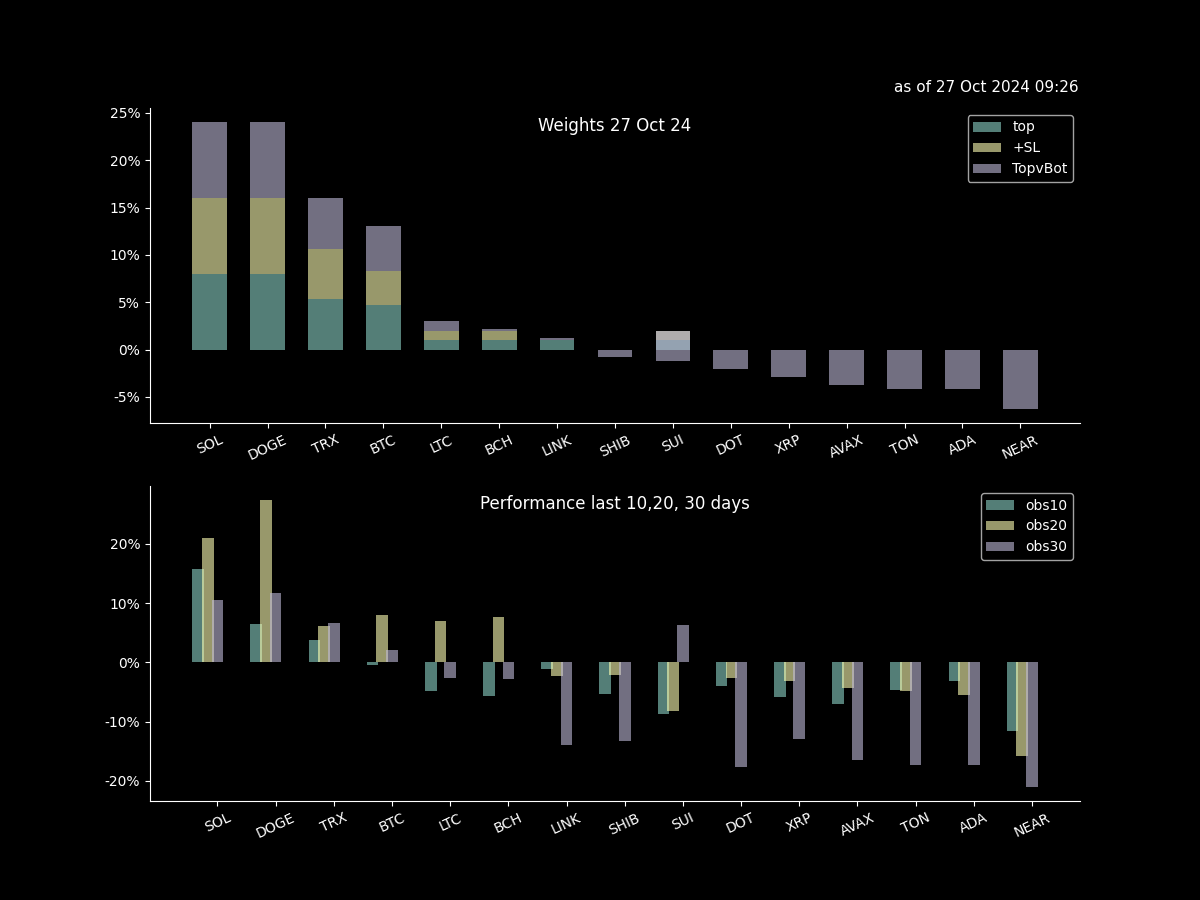 as of 27 Oct 2024 09:26
Weights 27 Oct 24
top
+SL
TopvBot
25%
20%
15%
10%
5%
0%
-5%
SOL DOGE TRX BTC LTC BCH LINK SHIB SUI DOT XRP AVAX TON ADA NEAR
Performance last 10,20, 30 days
obs10
obs20
obs30
20%
10%
0%
-10%
-20%
SOL DOGE TRX BTC LTC BCH LINK SHIB SUI DOT XRP AVAX TON ADA NEAR